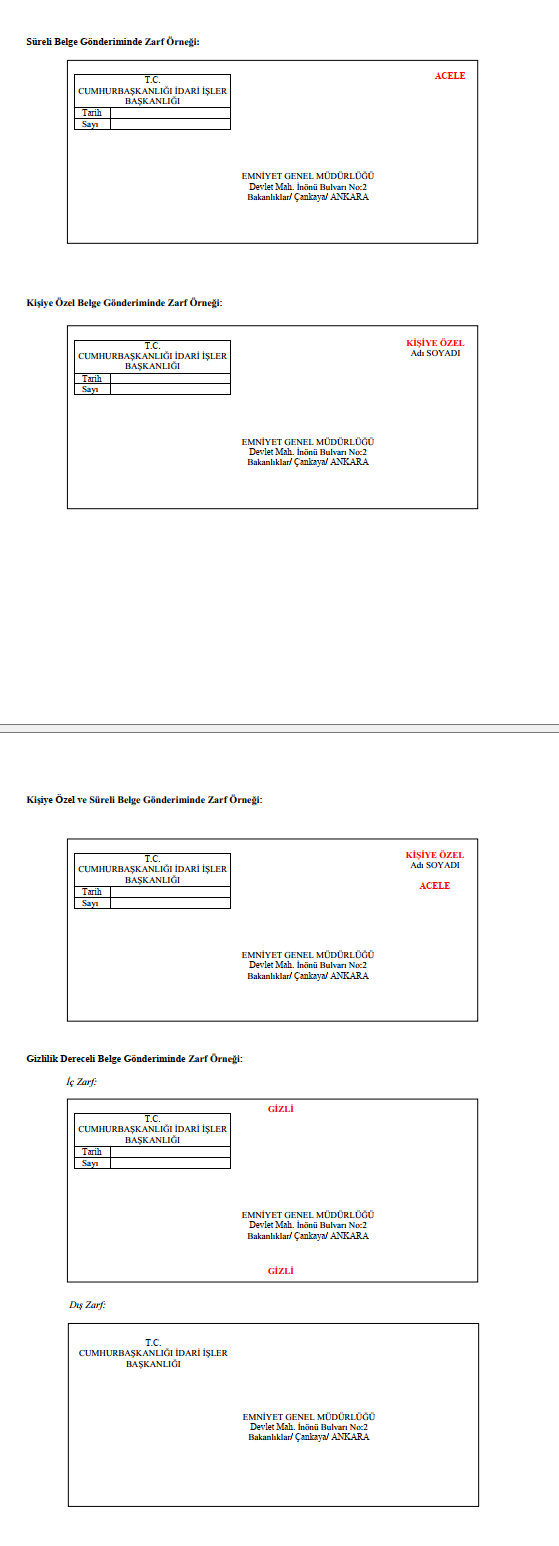 Süreli Belge Gönderiminde Zarf Örneği:
T.C.
CUMHURBAŞKANLIĞI İDARİ İŞLER
BAŞKANLIĞI
Tarih
Sayı
ACELE
EMNİYET GENEL MÜDÜRLÜĞÜ
Devlet Mah. İnönü Bulvarı No:2
Bakanlıklar/ Çankaya/ ANKARA
Kişiye Özel Belge Gönderiminde Zarf Örneği:
T.C.
CUMHURBAŞKANLIĞI İDARİ İŞLER
BAŞKANLIĞI
Tarih
Sayı
KİŞİYE ÖZEL
Adı SOYADI
EMNİYET GENEL MÜDÜRLÜĞÜ
Devlet Mah. İnönü Bulvarı No:2
Bakanlıklar/ Çankaya/ ANKARA
Kişiye Özel ve Süreli Belge Gönderiminde Zarf Örneği:
T.C.
CUMHURBAŞKANLIĞI İDARİ İŞLER
BAŞKANLIĞI
Tarih
Sayı
KİŞİYE ÖZEL
Adı SOYADI
ACELE
EMNİYET GENEL MÜDÜRLÜĞÜ
Devlet Mah. İnönü Bulvarı No:2
Bakanlıklar/ Çankaya/ ANKARA
Gizlilik Dereceli Belge Gönderiminde Zarf Örneği:
İç Zarf:
GİZLİ
T.C.
CUMHURBAŞKANLIĞI İDARİ İŞLER
BAŞKANLIĞI
Tarih
Sayı
EMNİYET GENEL MÜDÜRLÜĞÜ
Devlet Mah. İnönü Bulvarı No:2
Bakanlıklar/ Çankaya/ ANKARA
GİZLİ
Dış Zarf:
T.C.
CUMHURBAŞKANLIĞI İDARİ İŞLER
BAŞKANLIĞI
EMNİYET GENEL MÜDÜRLÜĞÜ
Devlet Mah. İnönü Bulvarı No:2
Bakanlıklar/ Çankaya/ ANKARA